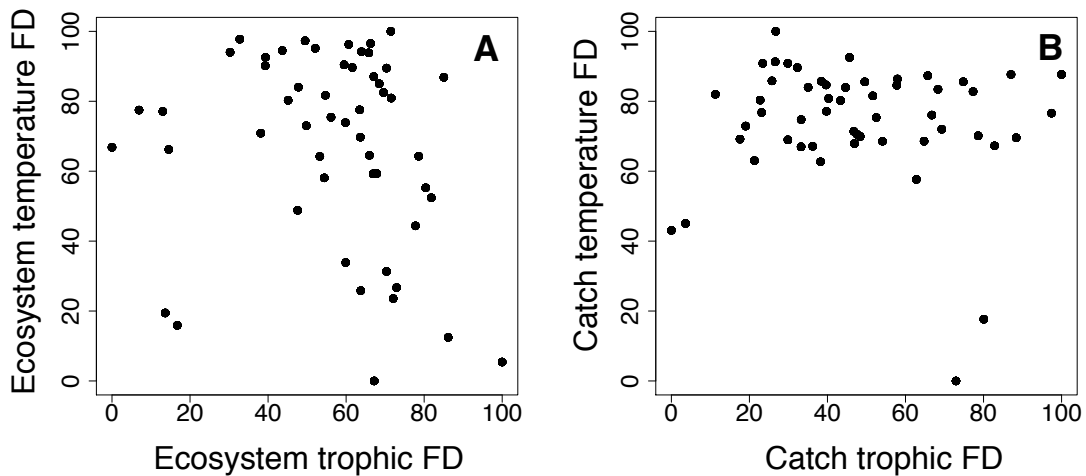 Ecosystem temperature FD
100
80
60
40
20
0
A
0 20 40 60 80 100
Ecosystem trophic FD
Catch temperature FD
100
80
60
40
20
0
B
0 20 40 60 80 100
Catch trophic FD